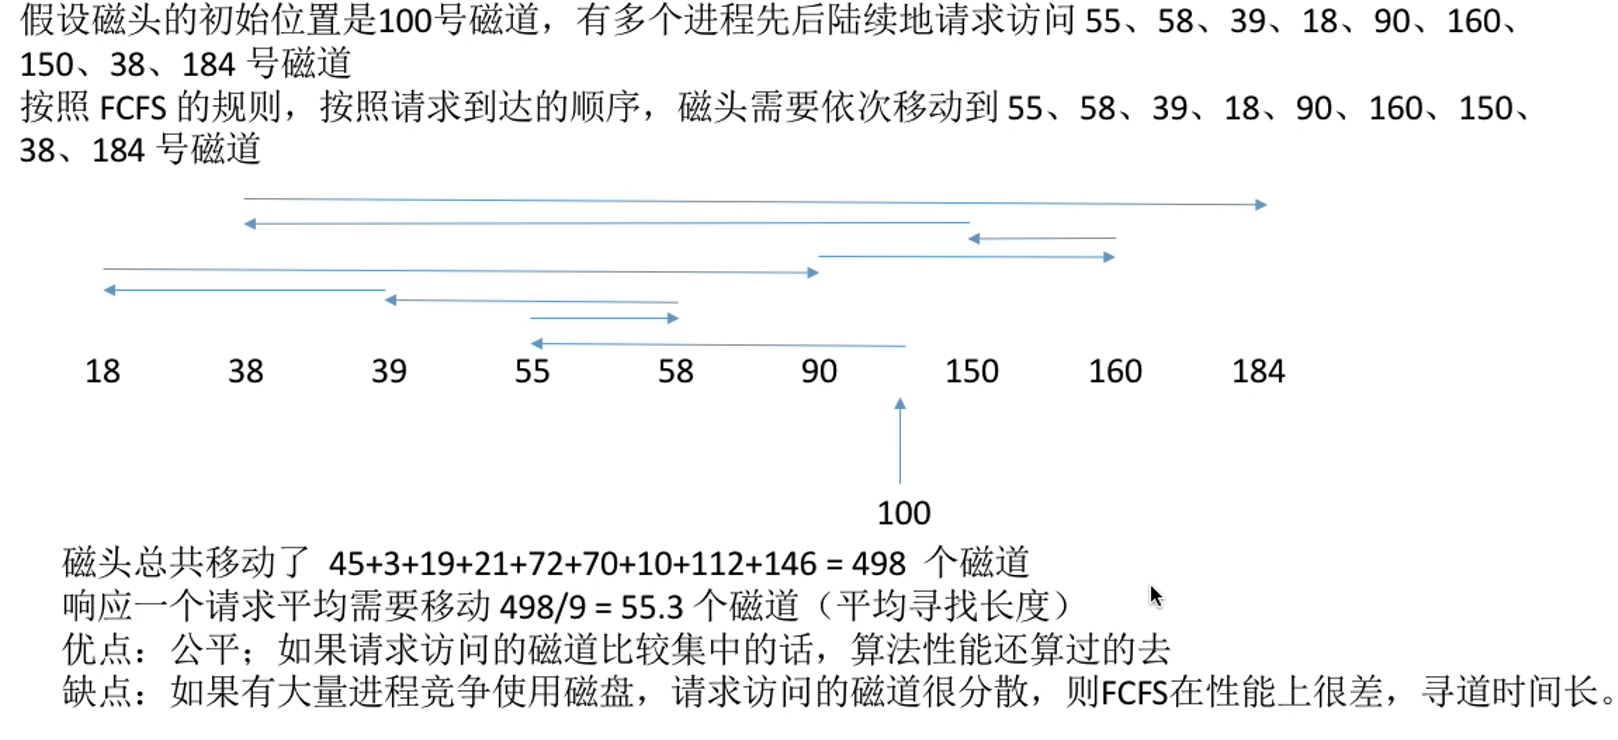 假设磁头的初始位置是100号磁道，有多个进程先后陆续地请求访问 55、58、39、18、90、160、
150、38、184 号磁道
按照 FCFS 的规则，按照请求到达的顺序，磁头需要依次移动到 55、58、39、18、90、160、150、
38、184 号磁道
18 38 39 55 58 90 150 160 184
100
磁头总共移动了 45+3+19+21+72+70+10+112+146 = 498 个磁道
响应一个请求平均需要移动 498/9 = 55.3 个磁道（平均寻找长度）
优点：公平；如果请求访问的磁道比较集中的话，算法性能还算过的去
缺点：如果有大量进程竞争使用磁盘，请求访问的磁道很分散，则FCFS在性能上很差，寻道时间长。